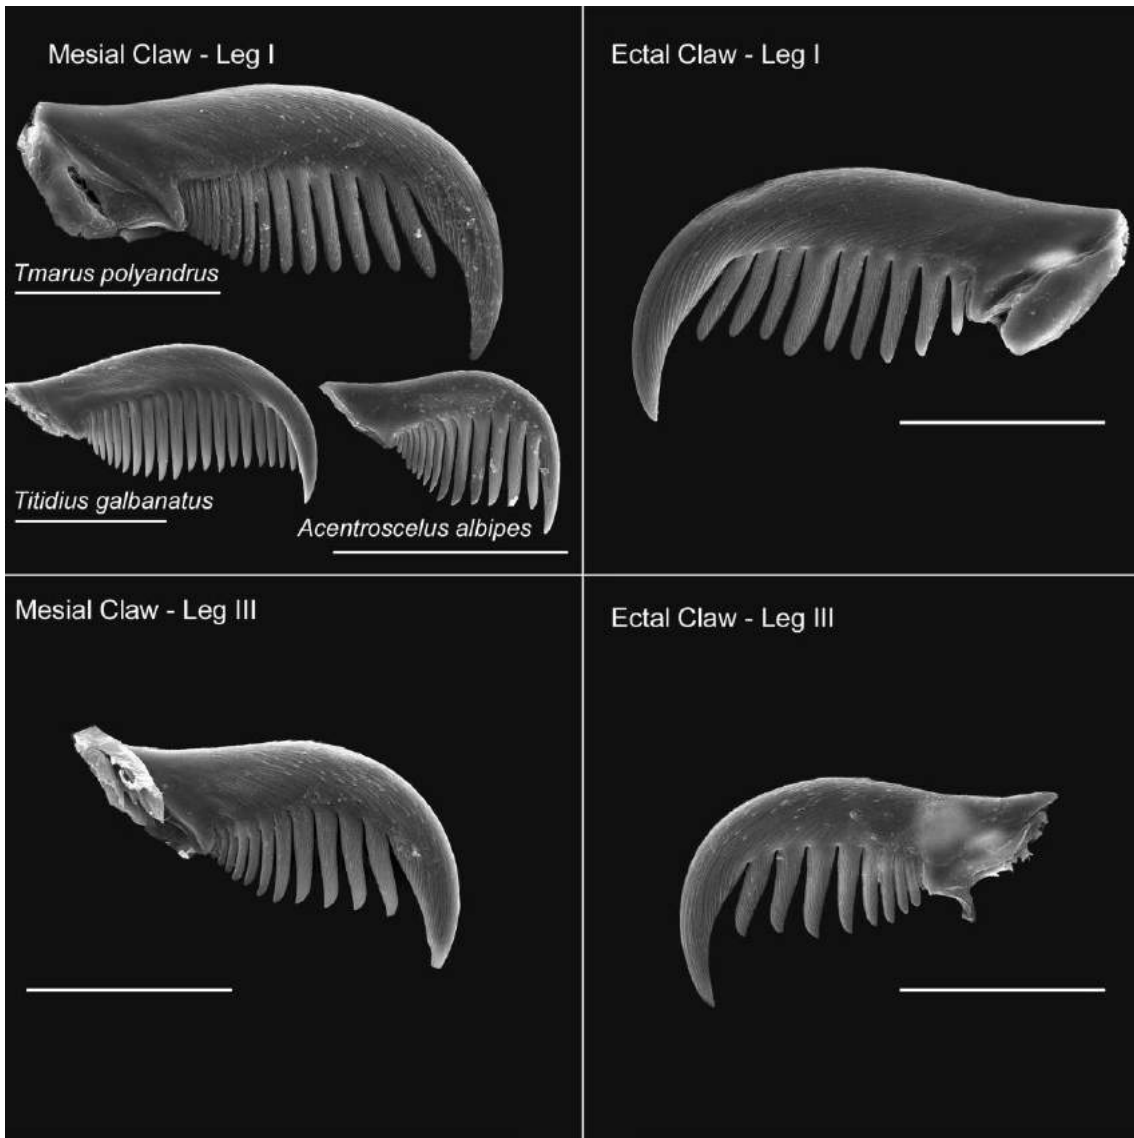 Mesial Claw - Leg I
Ectal Claw - Leg I
Tmarus polyandrus
Titidius galbanatus
Acentroscelus albipes
Mesial Claw - Leg III
Ectal Claw - Leg III